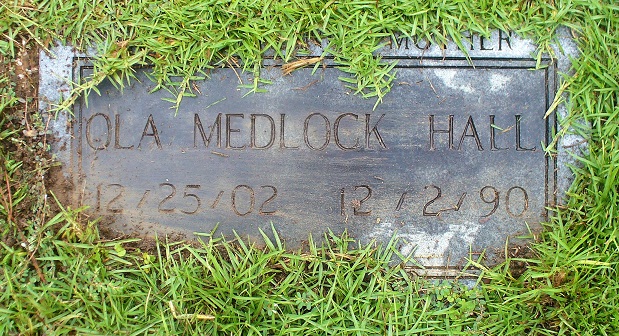 MOTHER
OLA MEDLOCK HALL
12/25/02 12/2/90